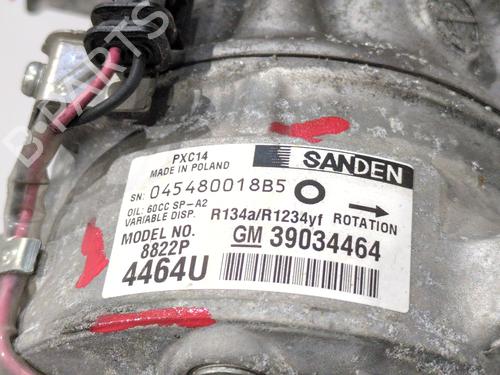 B-PARTS
PXC14
MADE IN POLAND
SANDEN
SN: 045480018B5
OIL: 60CC SP-A2
VARIABLE DISP.
R134a/R1234yf
ROTATION
MODEL NO.
8822P
GM 39034464
4464U